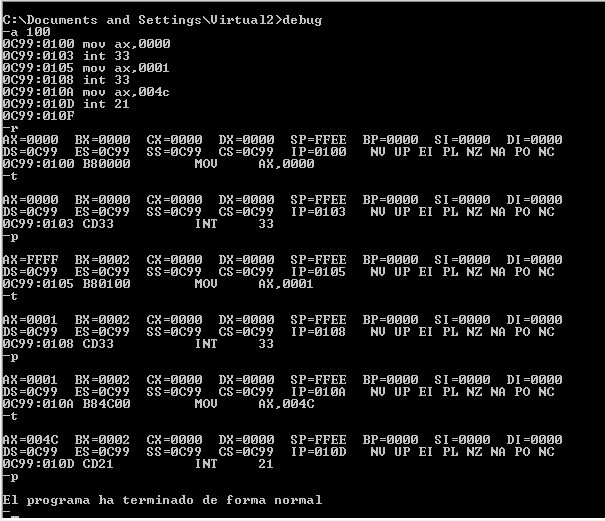 C:\Documents and Settings\Virtual2>debug
-a 100
0C99:0100 mov ax,0000
0C99:0103 int 33
0C99:0105 mov ax,0001
0C99:0108 int 33
0C99:010A mov ax,004c
0C99:010D int 21
0C99:010F
-r
AX=0000 BX=0000 CX=0000 DX=0000 SP=FFEE BP=0000 SI=0000 DI=0000
DS=0C99 ES=0C99 SS=0C99 CS=0C99 IP=0100 NV UP EI PL NZ NA PO NC
0C99:0100 B80000 MOV AX,0000
-t
AX=0000 BX=0000 CX=0000 DX=0000 SP=FFEE BP=0000 SI=0000 DI=0000
DS=0C99 ES=0C99 SS=0C99 CS=0C99 IP=0103 NV UP EI PL NZ NA PO NC
0C99:0103 CD33 INT 33
-p
AX=FFFF BX=0002 CX=0000 DX=0000 SP=FFEE BP=0000 SI=0000 DI=0000
DS=0C99 ES=0C99 SS=0C99 CS=0C99 IP=0105 NV UP EI PL NZ NA PO NC
0C99:0105 B80100 MOV AX,0001
-t
AX=0001 BX=0002 CX=0000 DX=0000 SP=FFEE BP=0000 SI=0000 DI=0000
DS=0C99 ES=0C99 SS=0C99 CS=0C99 IP=0108 NV UP EI PL NZ NA PO NC
0C99:0108 CD33 INT 33
-p
AX=0001 BX=0002 CX=0000 DX=0000 SP=FFEE BP=0000 SI=0000 DI=0000
DS=0C99 ES=0C99 SS=0C99 CS=0C99 IP=010A NV UP EI PL NZ NA PO NC
0C99:010A B84C00 MOV AX,004C
-t
AX=004C BX=0002 CX=0000 DX=0000 SP=FFEE BP=0000 SI=0000 DI=0000
DS=0C99 ES=0C99 SS=0C99 CS=0C99 IP=010D NV UP EI PL NZ NA PO NC
0C99:010D CD21 INT 21
-p
El programa ha terminado de forma normal
-_